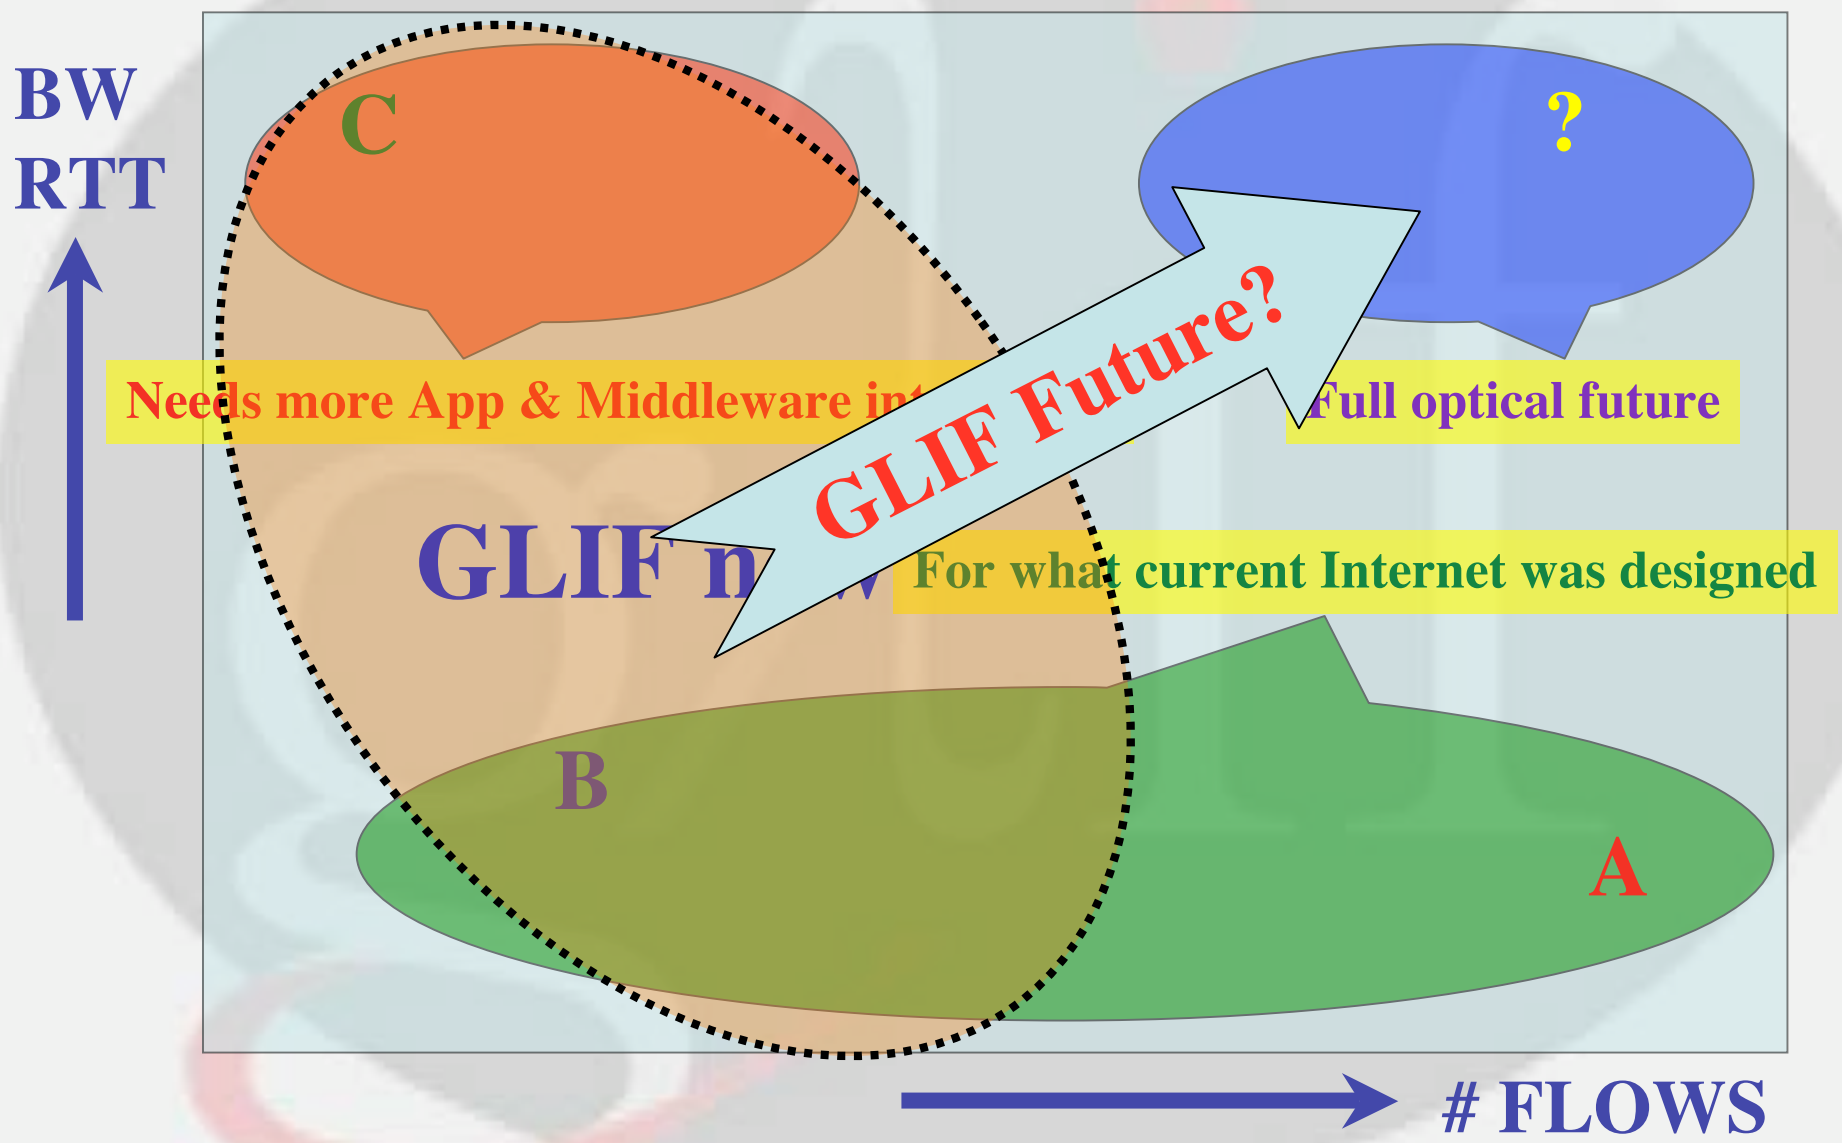 BW
RTT
C
?
GLIF Future?
Needs more App & Middleware
Full optical future
GLIF
For what current Internet was designed
B
A
# FLOWS